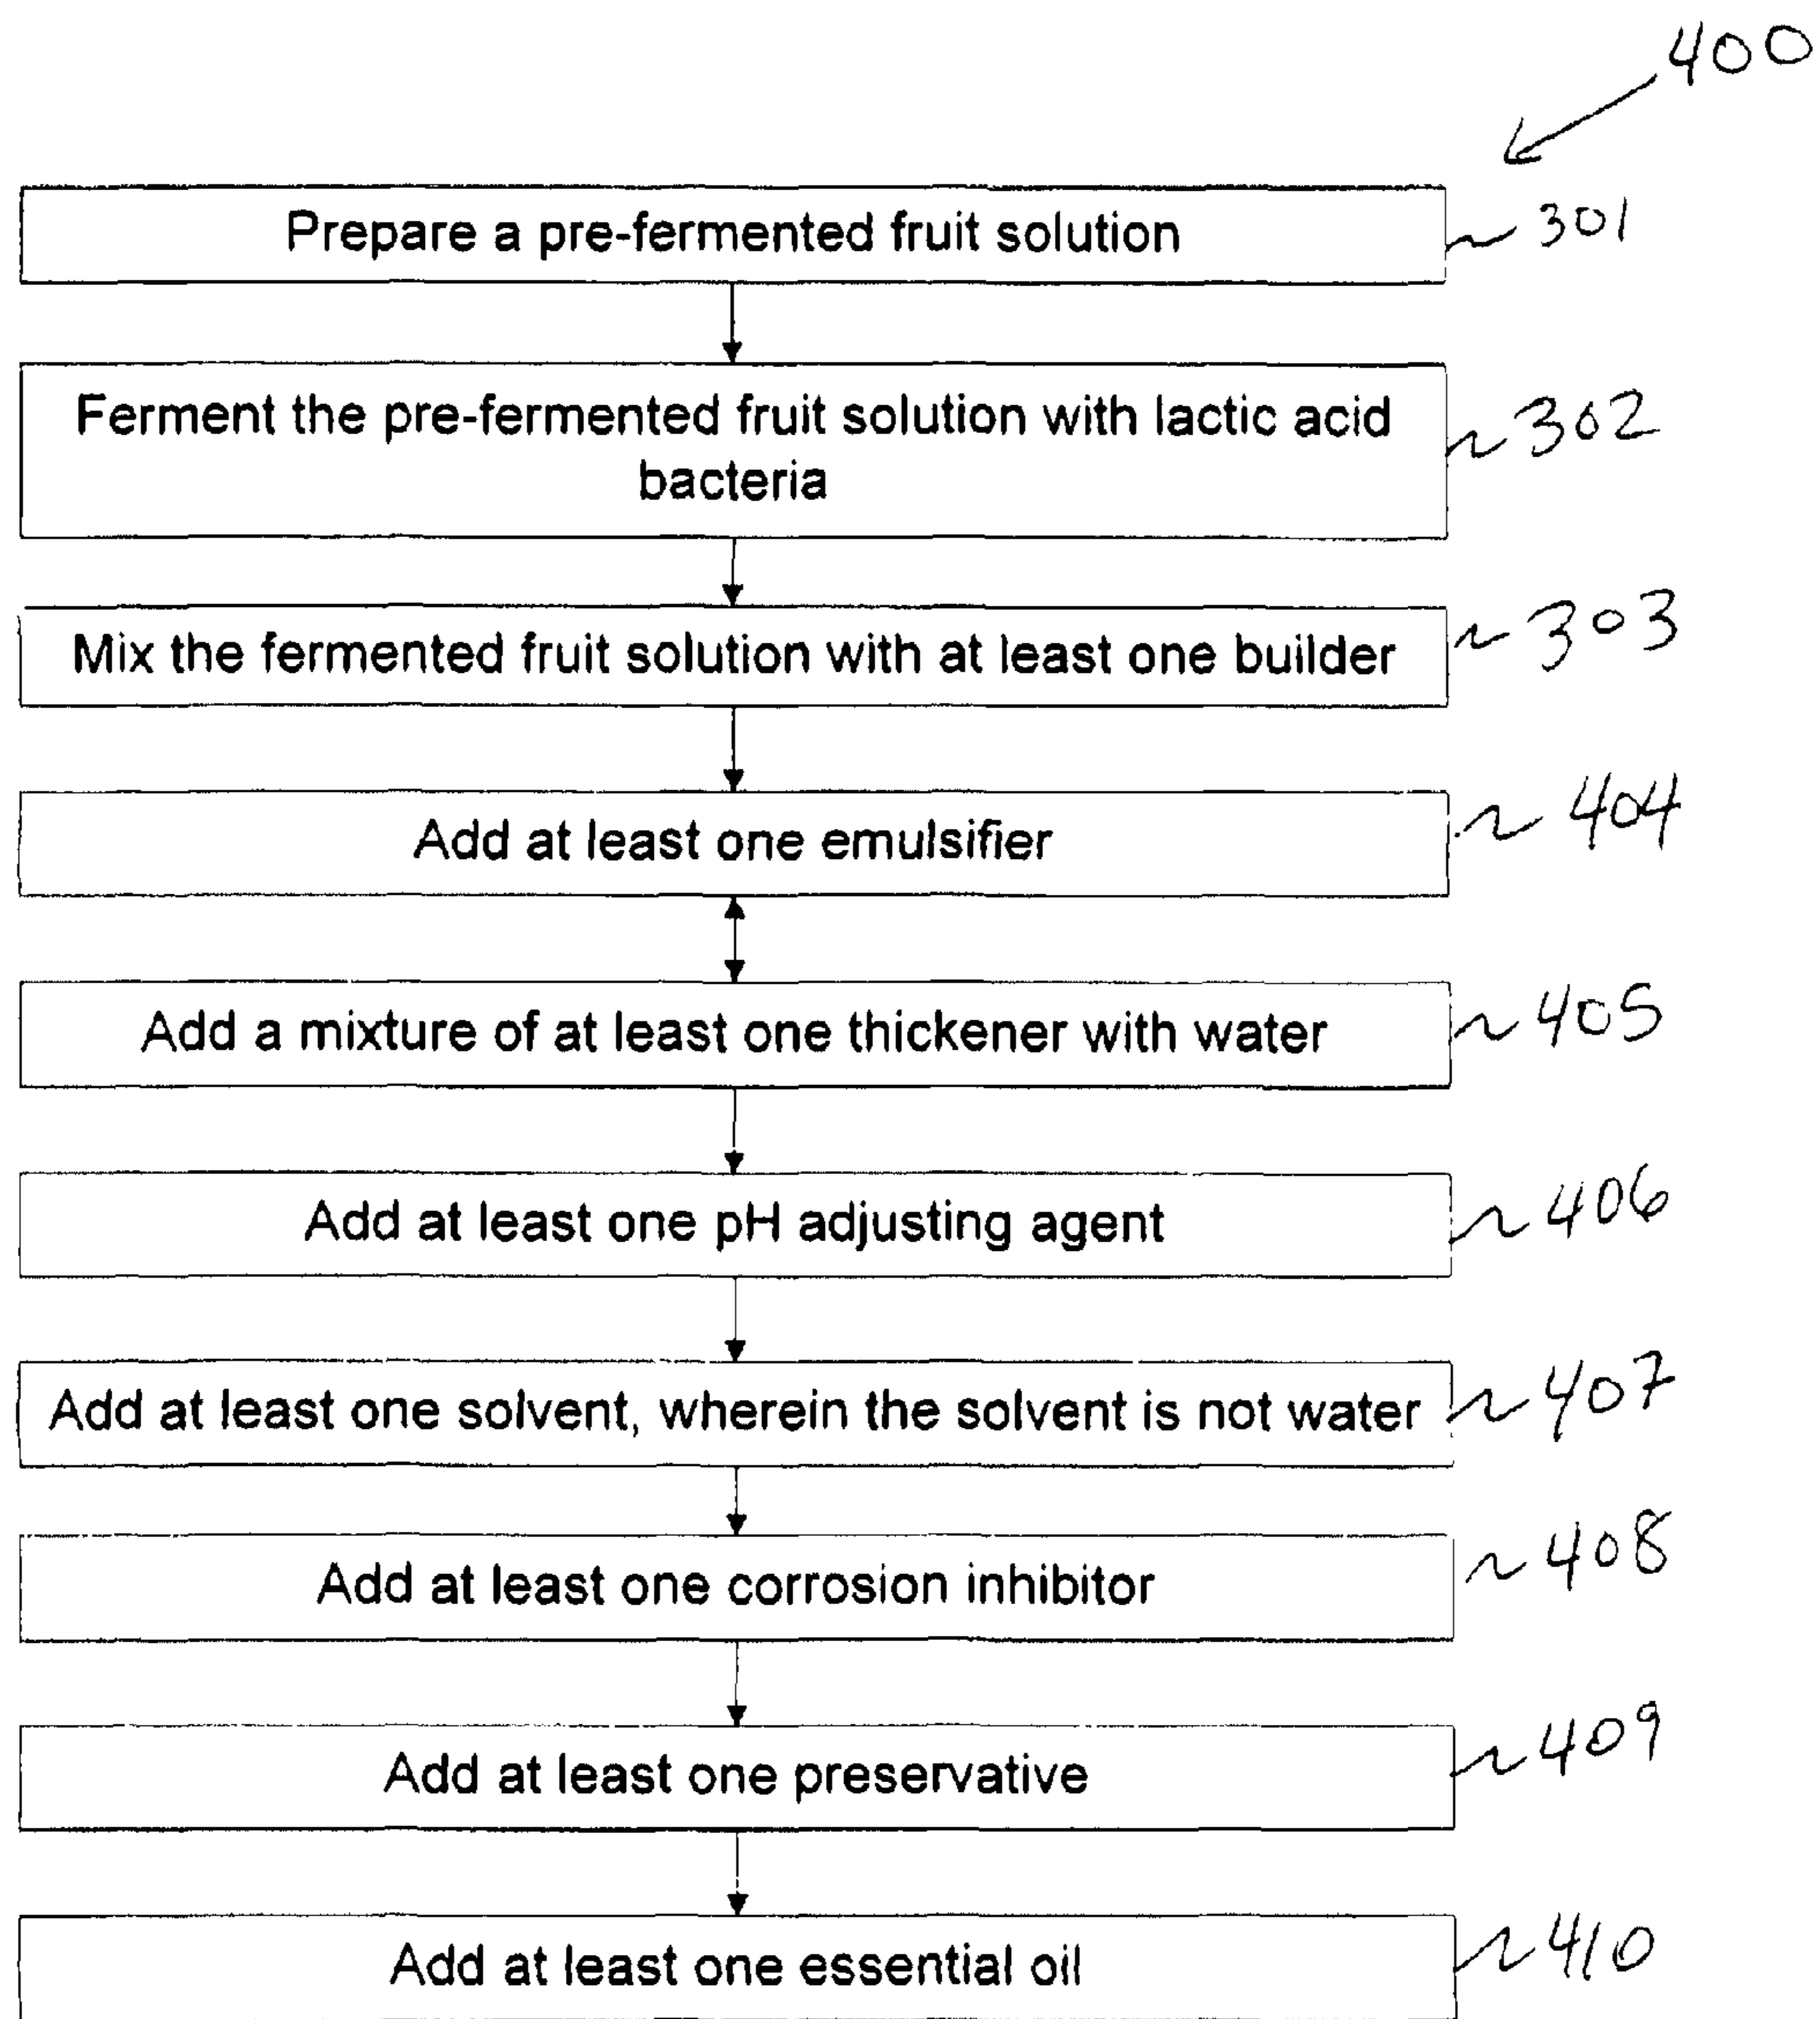 400
Prepare a pre-fermented fruit solution 301
Ferment the pre-fermented fruit solution with lactic acid
bacteria
302
Mix the fermented fruit solution with at least one builder 303
Add at least one emulsifier 404
Add a mixture of at least one thickener with water 405
Add at least one pH adjusting agent 406
Add at least one solvent, wherein the solvent is not water 407
Add at least one corrosion inhibitor 408
Add at least one preservative 409
Add at least one essential oil 410